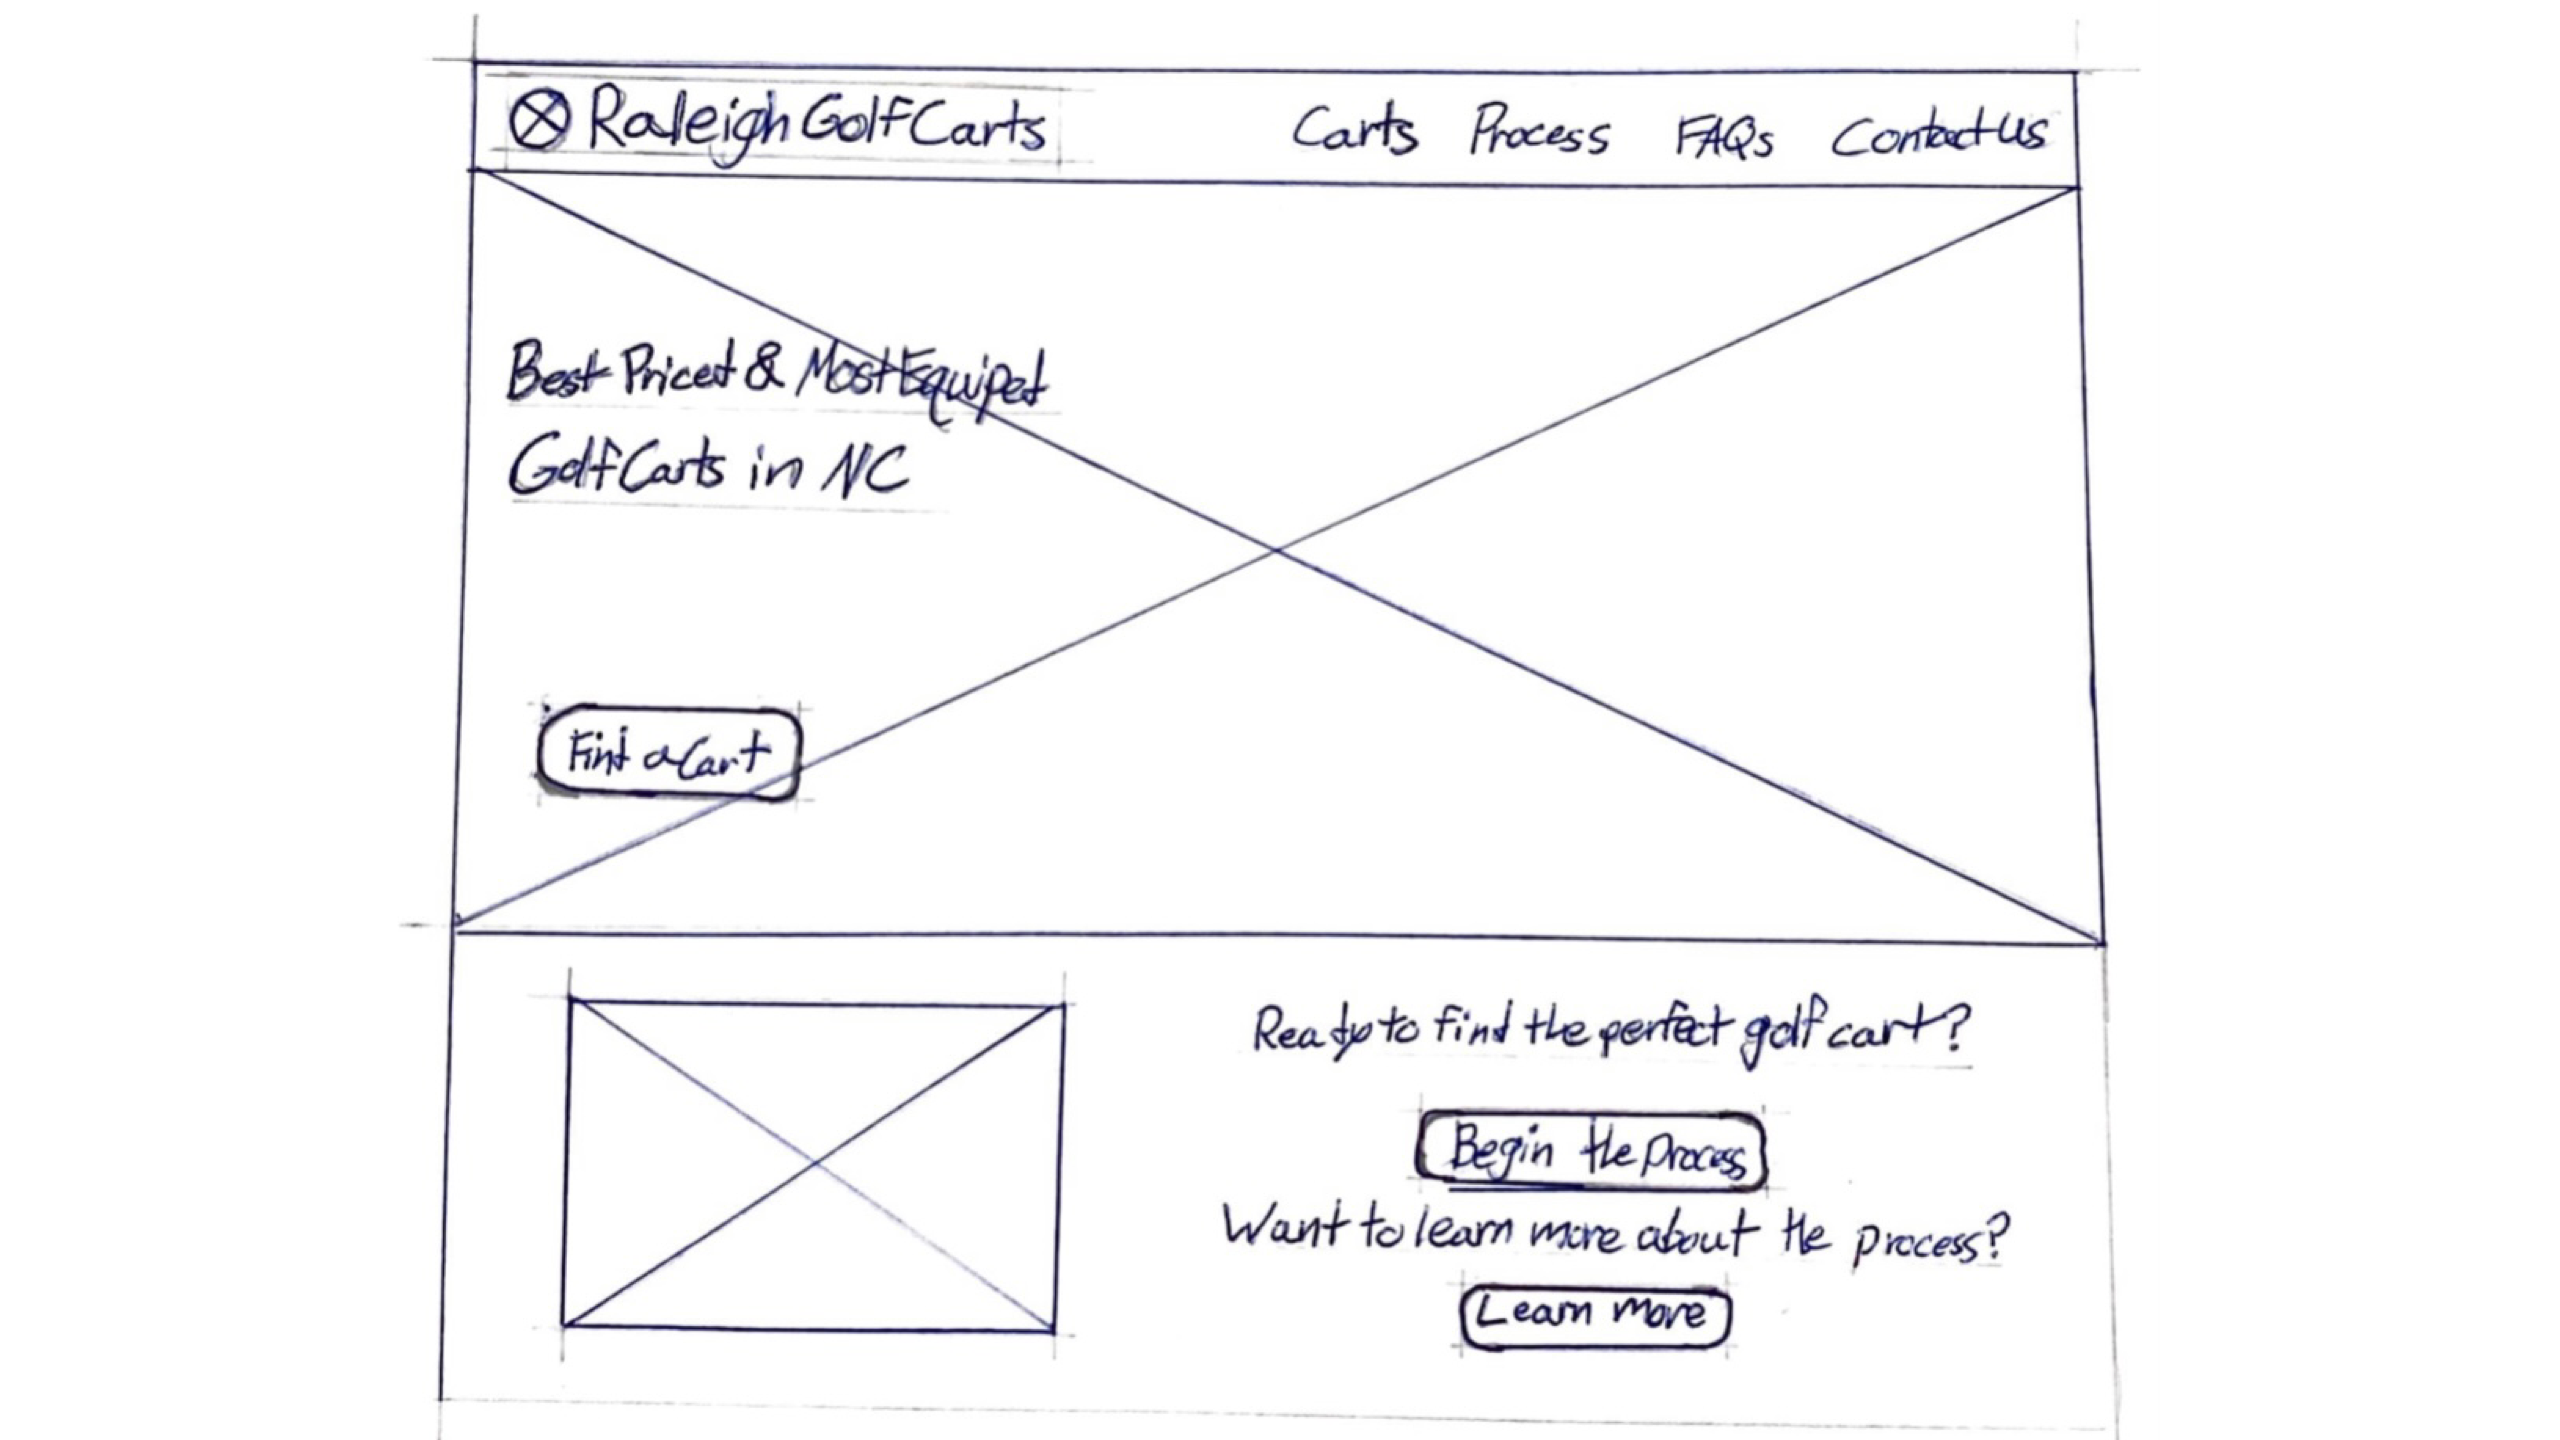 Raleigh Golf Carts
Carts Process FAQs Contact Us
Best Priced & Most Equiped
Golf Carts in NC
Find a Cart
Ready to find the perfect golf cart?
Begin the Process
Want to learn more about the process?
Learn more